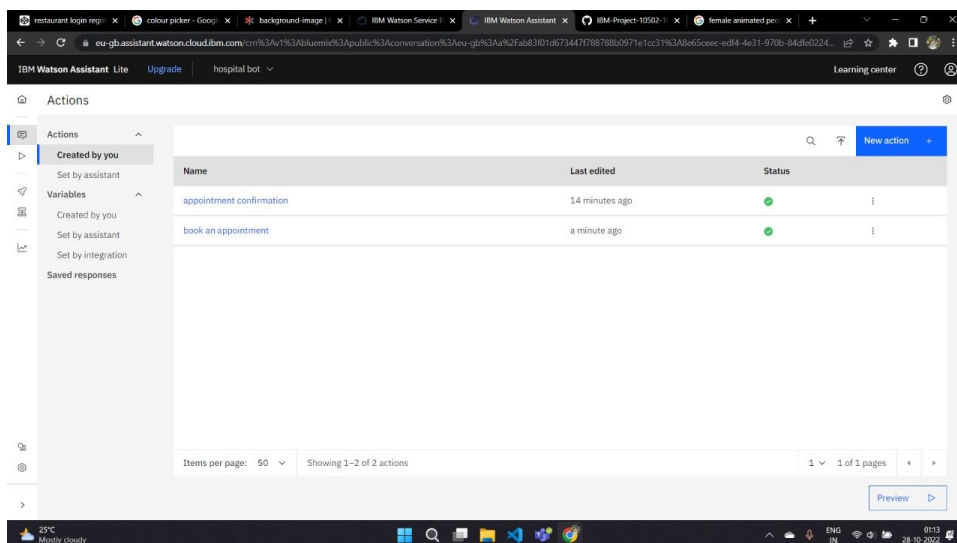 restaurant login regis
colour picker - Googl
background-image |
IBM Watson Service P
IBM Watson Assistant
IBM-Project-10502-1
female animated peo
eu-gb.assistant.watson.cloud.ibm.com/crn%3Av1%3Abluemix%3Apublic%3Aconversation%3Aeu-gb%3Aa%2Fab83f01d673447f788788b0971e1cc31%3A8e65ceec-edf4-4e31-970b-84dfe0224...
IBM Watson Assistant Lite Upgrade hospital bot Learning center
Actions
Actions
Created by you
Set by assistant
Variables
Created by you
Set by assistant
Set by integration
Saved responses
New action +
Name Last edited Status
appointment confirmation 14 minutes ago
book an appointment a minute ago
Items per page: 50 Showing 1–2 of 2 actions 1 1 of 1 pages
Preview
25°C
Mostly cloudy
ENG
IN
01:13
28-10-2022